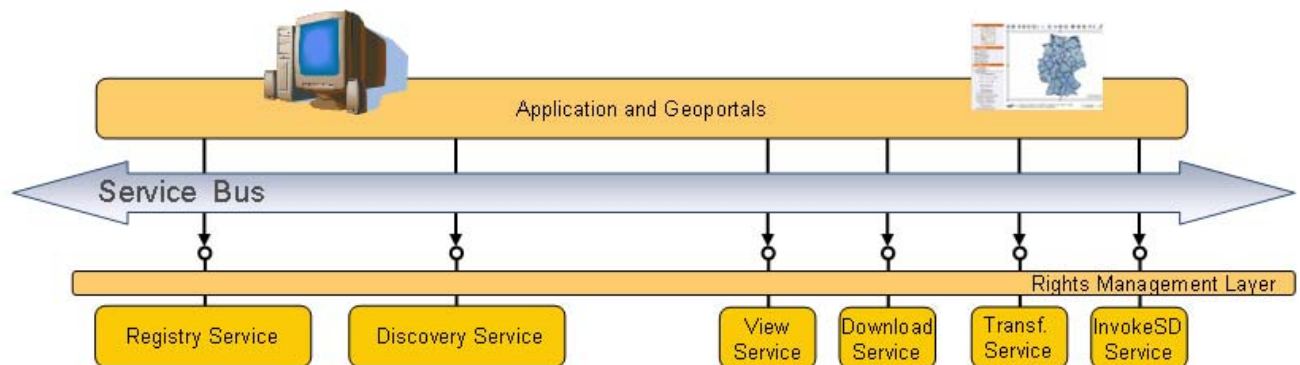 Application and Geoportals
Service Bus
Rights Management Layer
Registry Service
Discovery Service
View
Service
Download
Service
Transf.
Service
InvokeSD
Service